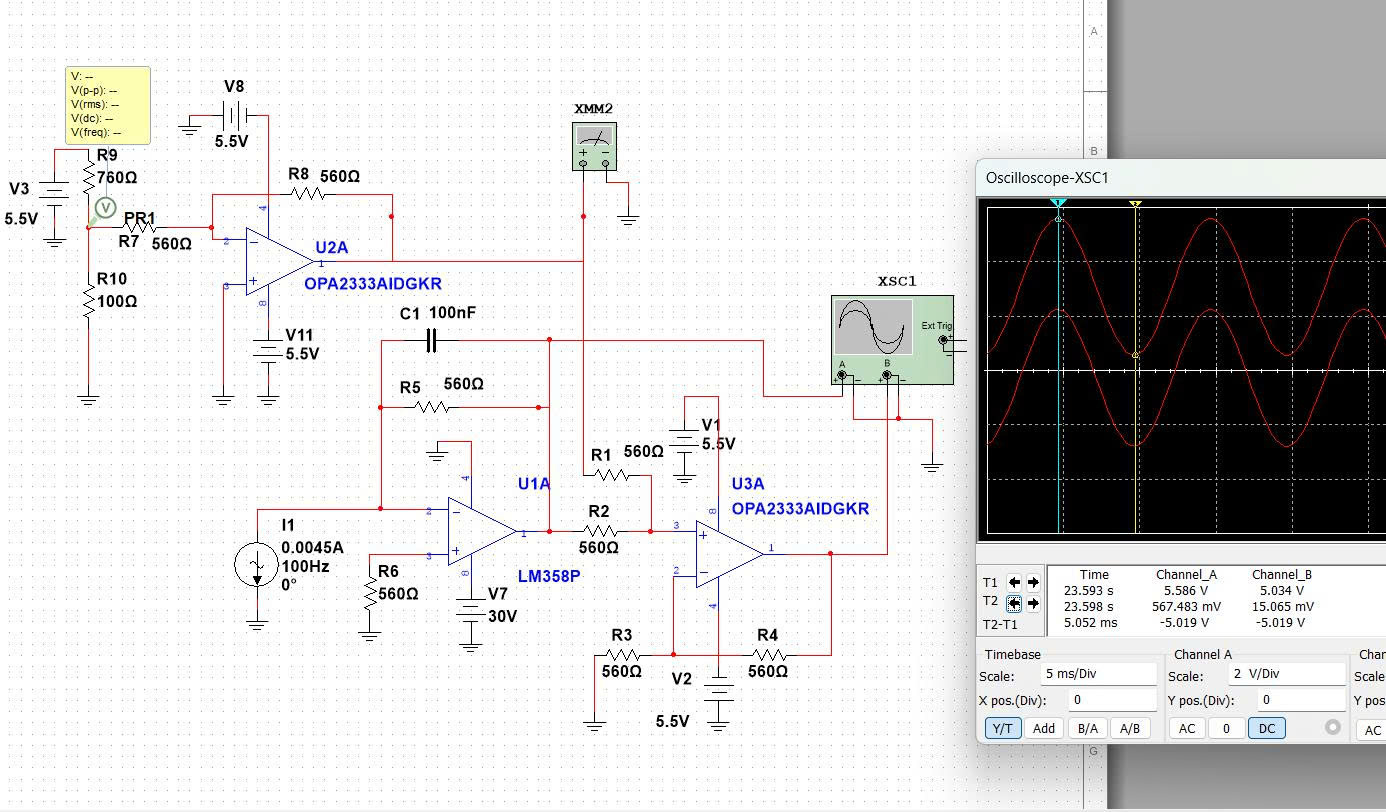 A
B
G
V: --
V(p-p): --
V(rms): --
V(dc): --
V(freq): --
V8
5.5V
XMM2
R9
760Ω
V3
5.5V
V
PR1
R7
560Ω
R8
560Ω
4
2
3
8
1
U2A
OPA2333AIDGKR
R10
100Ω
V11
5.5V
C1
100nF
R5
560Ω
XSC1
Ext Trig
A
B
V1
5.5V
R1
560Ω
U1A
4
2
3
8
1
LM358P
R2
560Ω
U3A
OPA2333AIDGKR
8
3
2
4
1
I1
0.0045A
100Hz
0°
R6
560Ω
V7
30V
R3
560Ω
R4
560Ω
V2
5.5V
Oscilloscope-XSC1
1
2
Time Channel_A Channel_B
T1 23.593 s 5.586 V 5.034 V
T2 23.598 s 567.483 mV 15.065 mV
T2-T1 5.052 ms -5.019 V -5.019 V
Timebase
Scale: 5 ms/Div
X pos.(Div): 0
Y/T Add B/A A/B
Channel A
Scale: 2 V/Div
Y pos.(Div): 0
AC 0 DC
Char
Scale
Y pos
AC